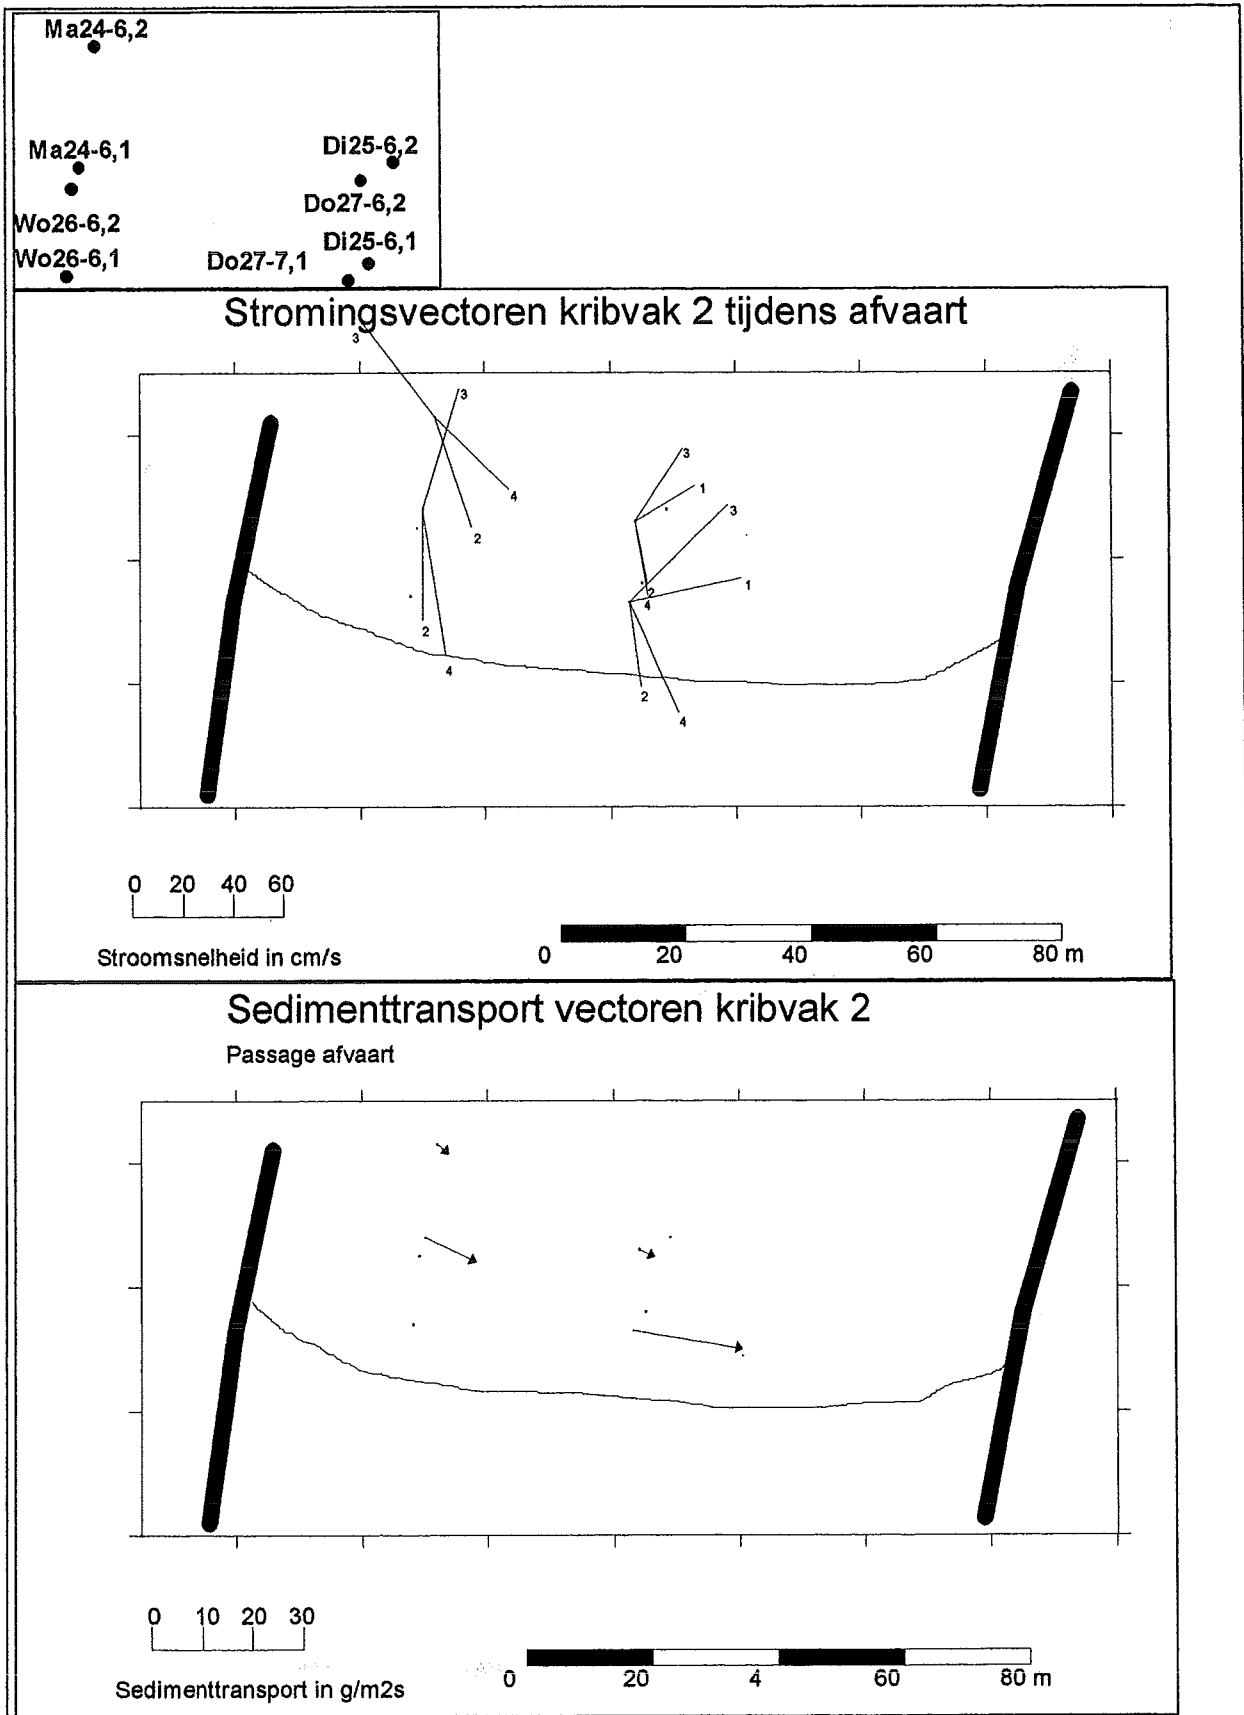 Ma24-6,2
Ma24-6,1
Di25-6,2
Do27-6,2
Wo26-6,2
Di25-6,1
Wo26-6,1
Do27-7,1
Stromingsvectoren kribvak 2 tijdens afvaart
3
3
3
4
1
3
2
1
2
4
2
4
2
4
0 20 40 60
Stroomsnelheid in cm/s
0 20 40 60 80 m
Sedimenttransport vectoren kribvak 2
Passage afvaart
0 10 20 30
Sedimenttransport in g/m2s
0 20 4 60 80 m